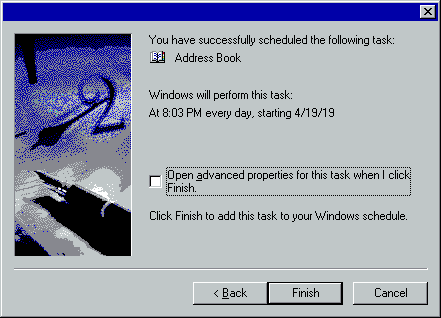 You have successfully scheduled the following task:
Address Book
Windows will perform this task:
At 8:03 PM every day, starting 4/19/19
Open advanced properties for this task when I click
Finish.
Click Finish to add this task to your Windows schedule.
< Back
Finish
Cancel